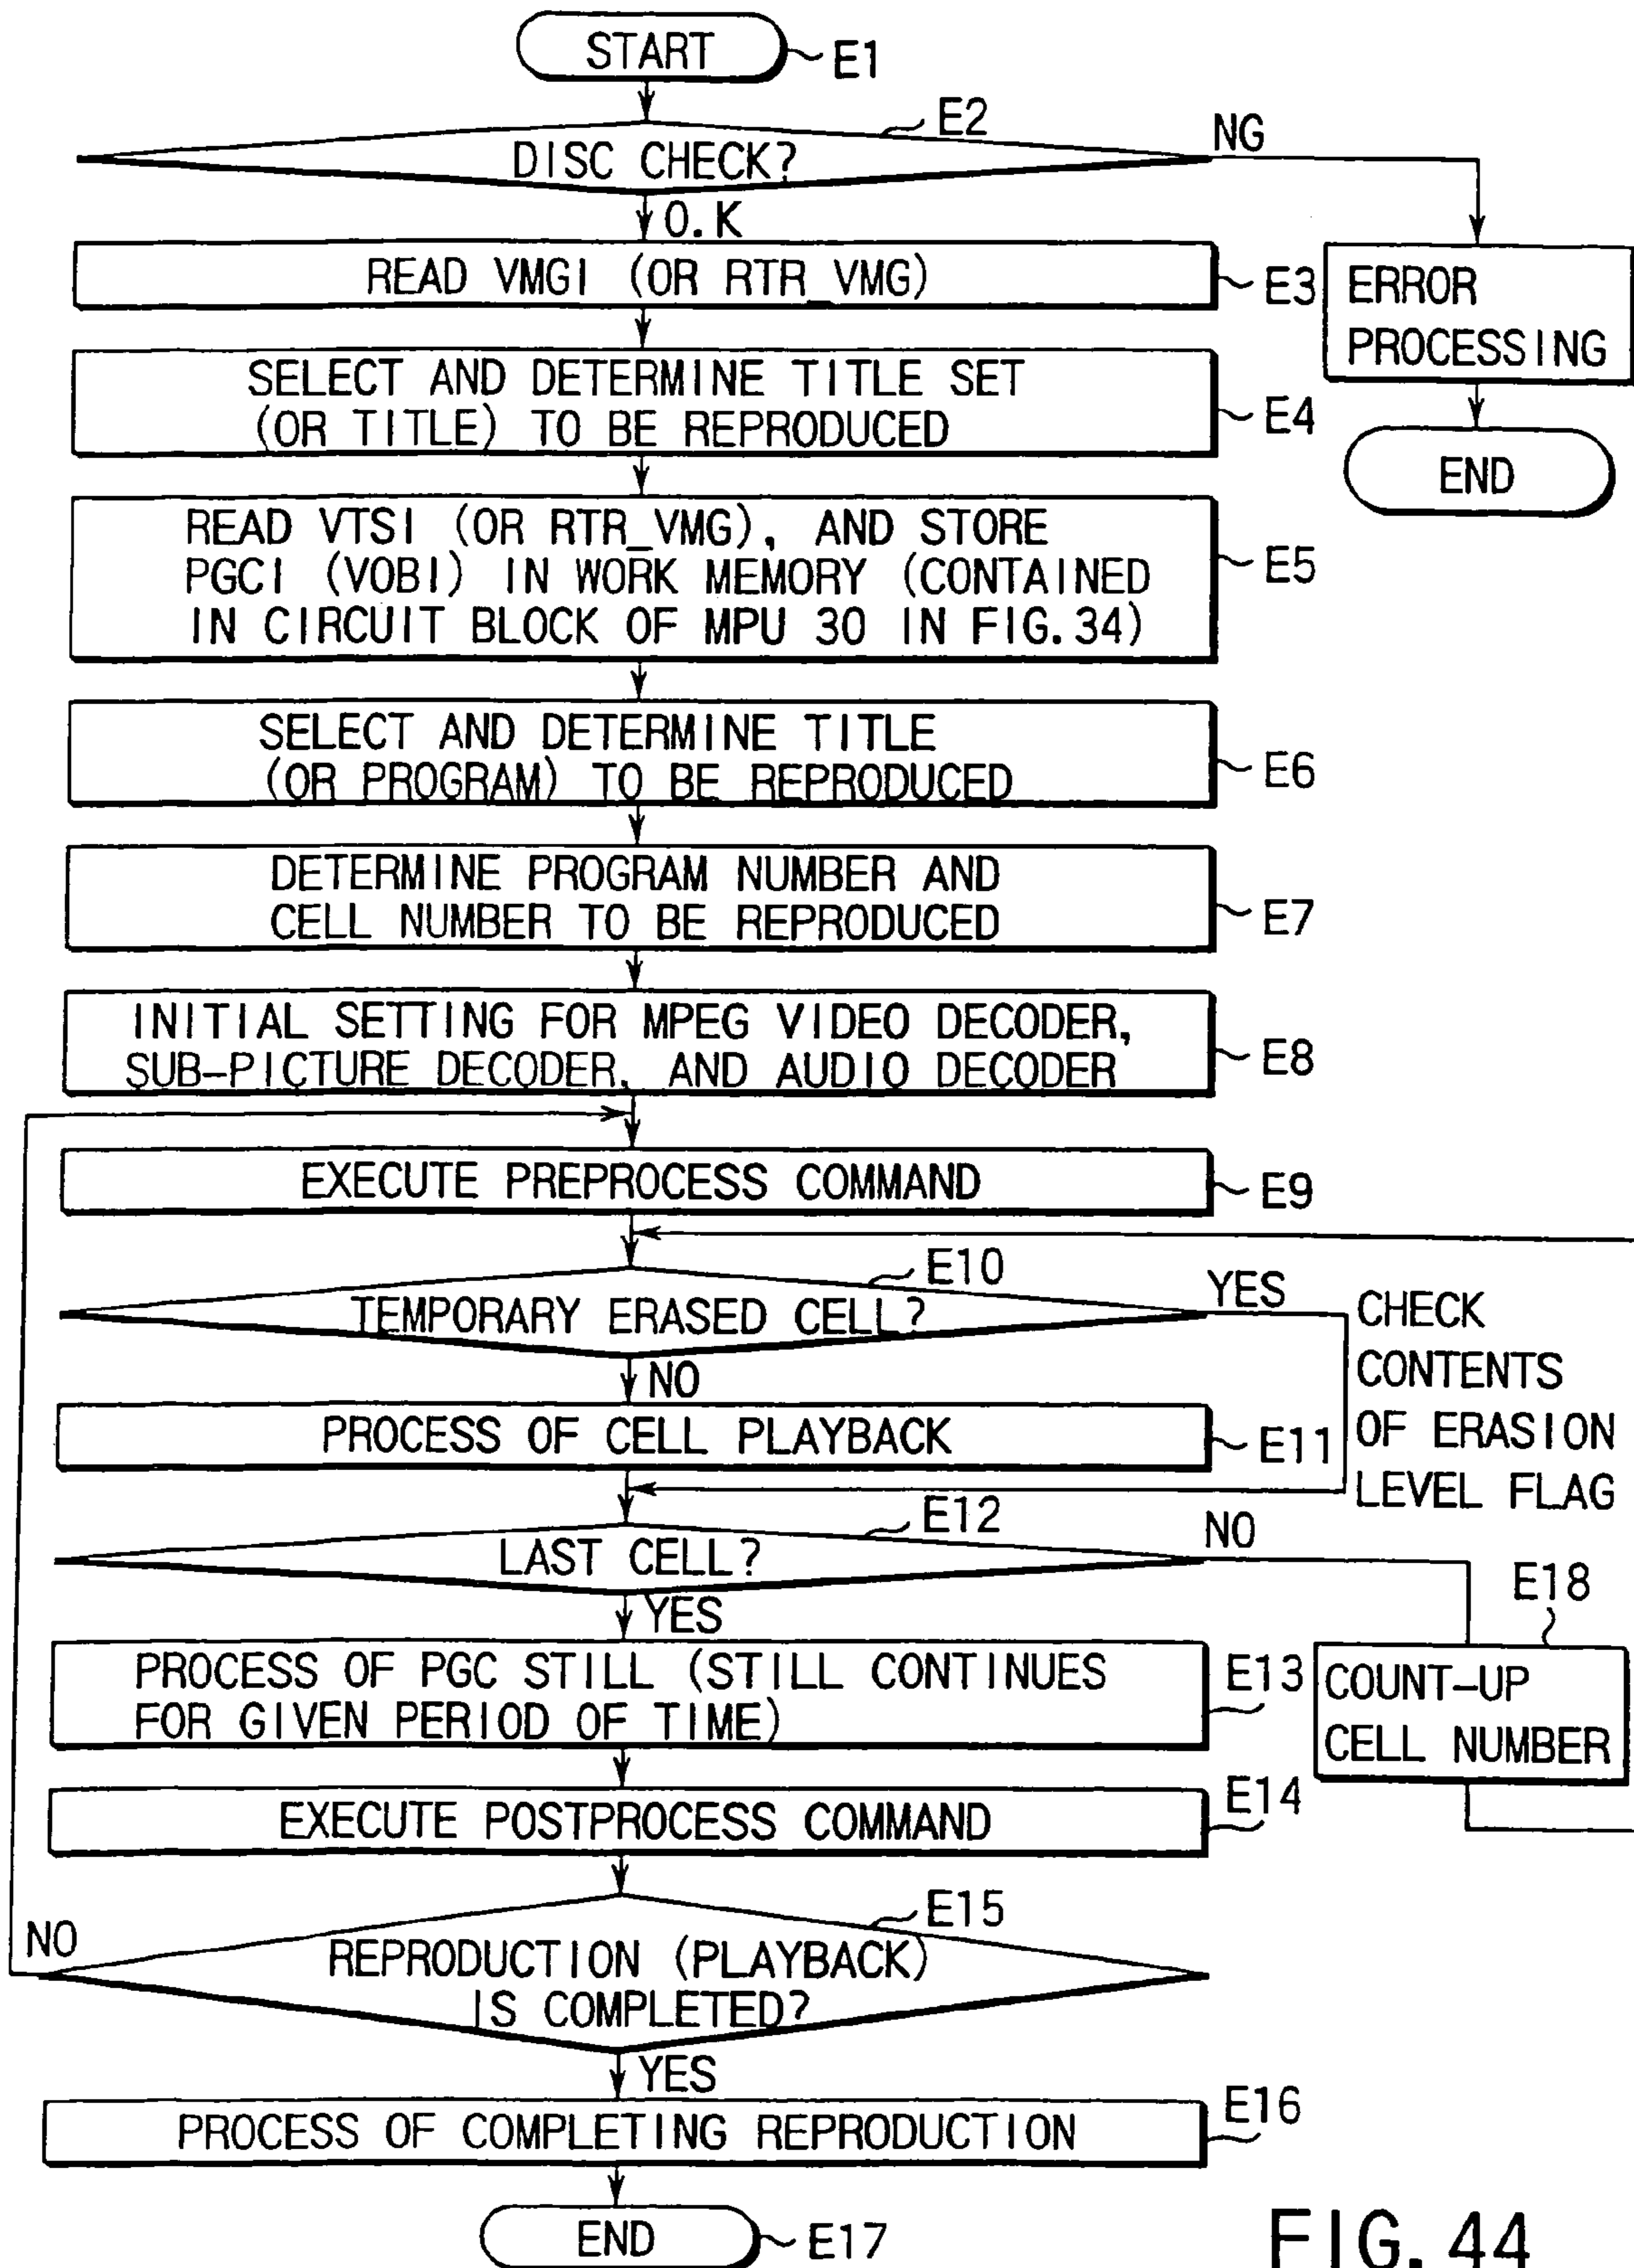 START
E1
E2
NG
DISC CHECK?
O.K
READ VMGI (OR RTR_VMG)
E3
ERROR
PROCESSING
END
SELECT AND DETERMINE TITLE SET
(OR TITLE) TO BE REPRODUCED
E4
READ VTSI (OR RTR_VMG), AND STORE
PGCI (VOBI) IN WORK MEMORY (CONTAINED
IN CIRCUIT BLOCK OF MPU 30 IN FIG.34)
E5
SELECT AND DETERMINE TITLE
(OR PROGRAM) TO BE REPRODUCED
E6
DETERMINE PROGRAM NUMBER AND
CELL NUMBER TO BE REPRODUCED
E7
INITIAL SETTING FOR MPEG VIDEO DECODER,
SUB-PICTURE DECODER, AND AUDIO DECODER
E8
EXECUTE PREPROCESS COMMAND
E9
E10
YES
TEMPORARY ERASED CELL?
NO
CHECK
CONTENTS
OF ERASION
LEVEL FLAG
PROCESS OF CELL PLAYBACK
E11
E12
NO
LAST CELL?
YES
E18
COUNT-UP
CELL NUMBER
PROCESS OF PGC STILL (STILL CONTINUES
FOR GIVEN PERIOD OF TIME)
E13
EXECUTE POSTPROCESS COMMAND
E14
E15
NO
REPRODUCTION (PLAYBACK)
IS COMPLETED?
YES
PROCESS OF COMPLETING REPRODUCTION
E16
END
E17
FIG.44